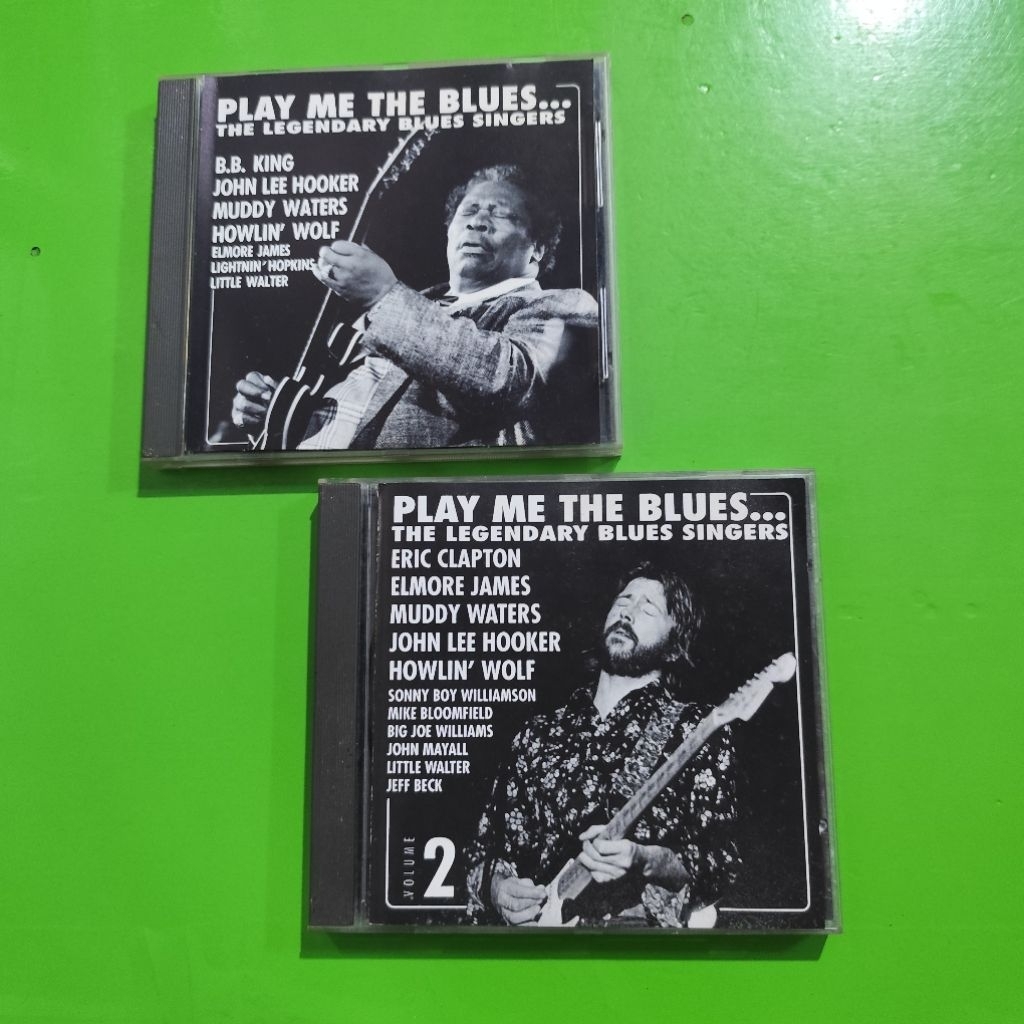 PLAY ME THE BLUES...
THE LEGENDARY BLUES SINGERS
B.B. KING
JOHN LEE HOOKER
MUDDY WATERS
HOWLIN' WOLF
ELMORE JAMES
LIGHTNIN' HOPKINS
LITTLE WALTER
PLAY ME THE BLUES...
THE LEGENDARY BLUES SINGERS
ERIC CLAPTON
ELMORE JAMES
MUDDY WATERS
JOHN LEE HOOKER
HOWLIN' WOLF
SONNY BOY WILLIAMSON
MIKE BLOOMFIELD
BIG JOE WILLIAMS
JOHN MAYALL
LITTLE WALTER
JEFF BECK
VOLUME 2